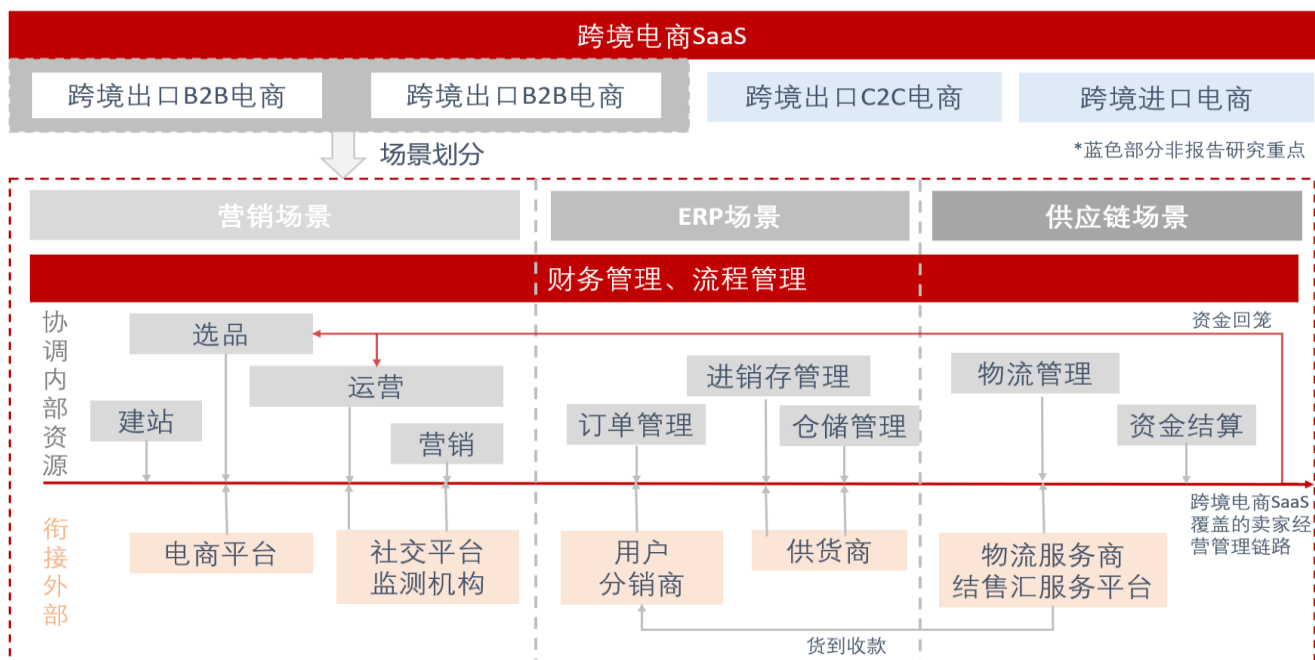 跨境电商SaaS
跨境出口B2B电商
跨境出口B2B电商
跨境出口C2C电商
跨境进口电商
场景划分
*蓝色部分非报告研究重点
营销场景
ERP场景
供应链场景
财务管理、流程管理
协调内部资源
选品
资金回笼
运营
进销存管理
物流管理
建站
订单管理
仓储管理
资金结算
营销
跨境电商SaaS
覆盖的卖家经
营管理链路
衔接外部
电商平台
社交平台
监测机构
用户
分销商
供货商
物流服务商
结售汇服务平台
货到收款